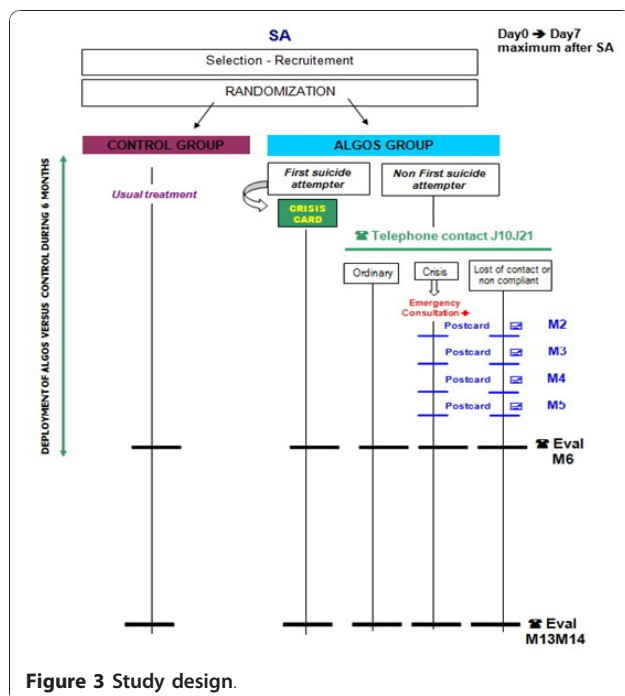 SA
Day0 ➔ Day7
maximum after SA
Selection - Recruitement
RANDOMIZATION
CONTROL GROUP
ALGOS GROUP
DEPLOYMENT OF ALGOS VERSUS CONTROL DURING 6 MONTHS
Usual treatment
First suicide
attempter
Non First suicide
attempter
CRISIS
CARD
☎ Telephone contact J10J21
Ordinary
Crisis
Lost of contact or
non compliant
Emergency
Consultation
Postcard M2
Postcard M3
Postcard M4
Postcard M5
☎ Eval
M6
☎ Eval
M13M14
Figure 3 Study design.